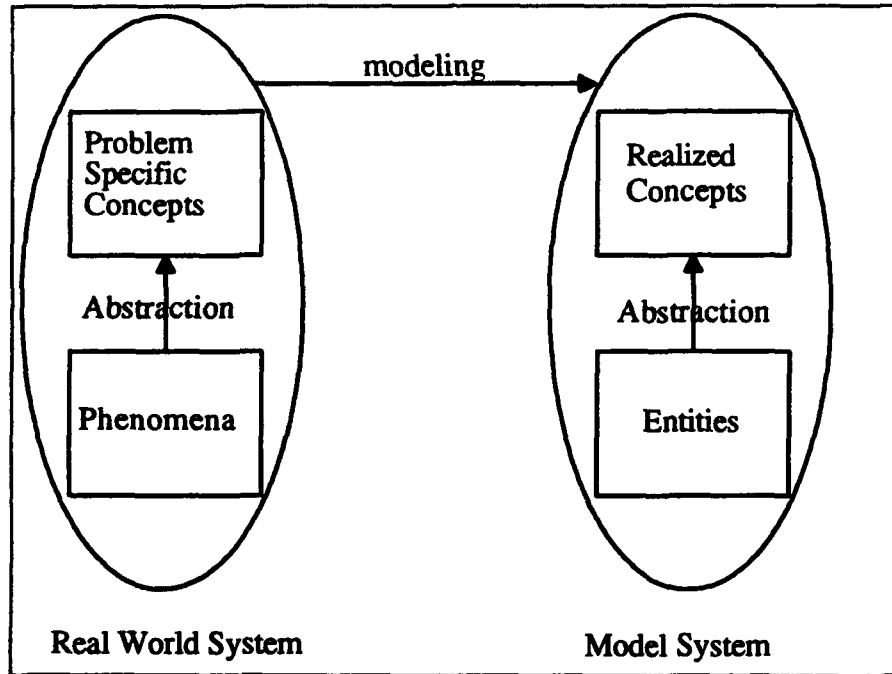 modeling
Problem
Specific
Concepts
Abstraction
Phenomena
Real World System
Realized
Concepts
Abstraction
Entities
Model System